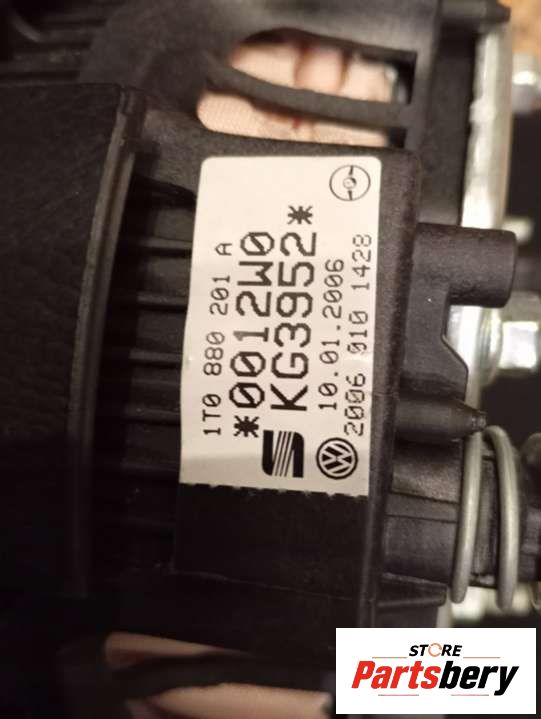 1T0 880 201 A
*0012W0
KG3952*
10.01.2006
2006 010 1428
STORE
Partsbery